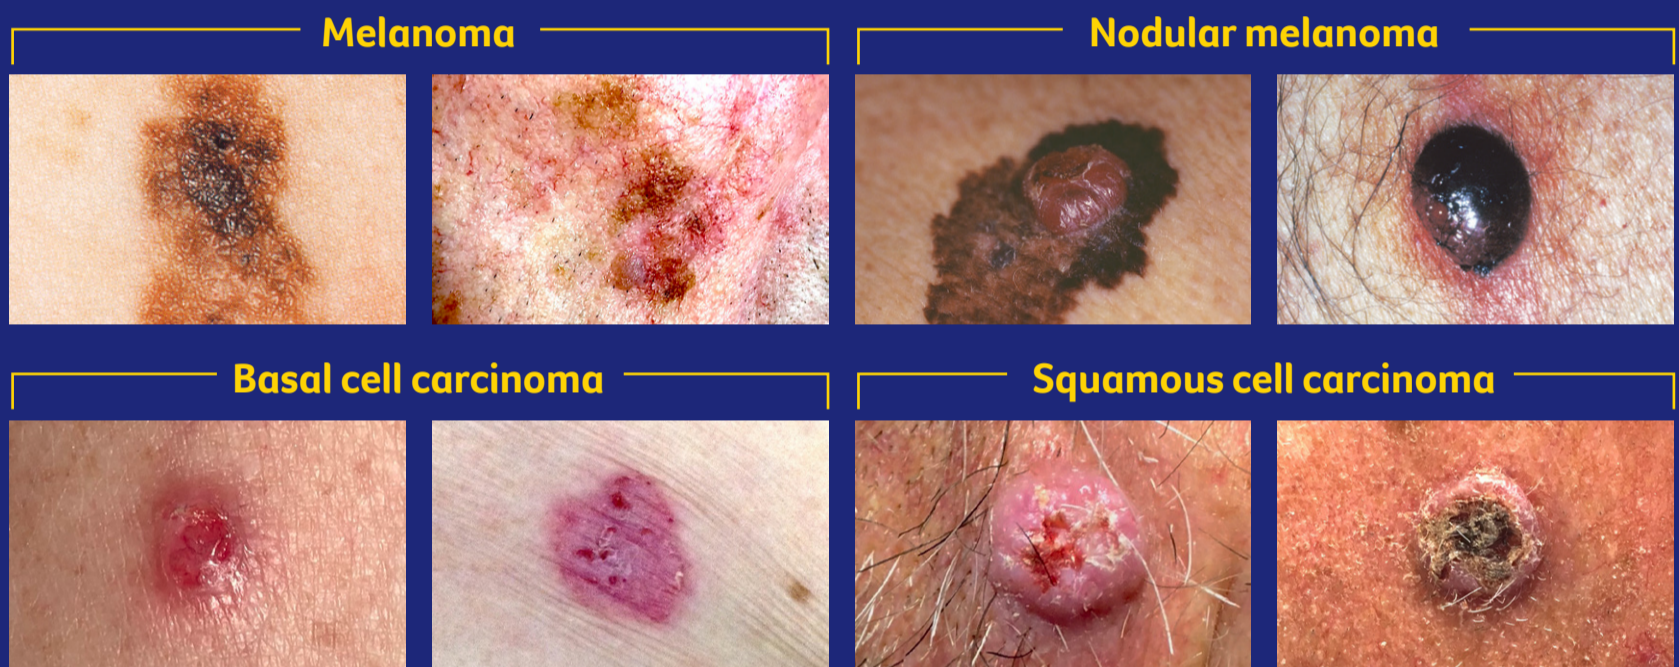 Melanoma
Nodular melanoma
Basal cell carcinoma
Squamous cell carcinoma